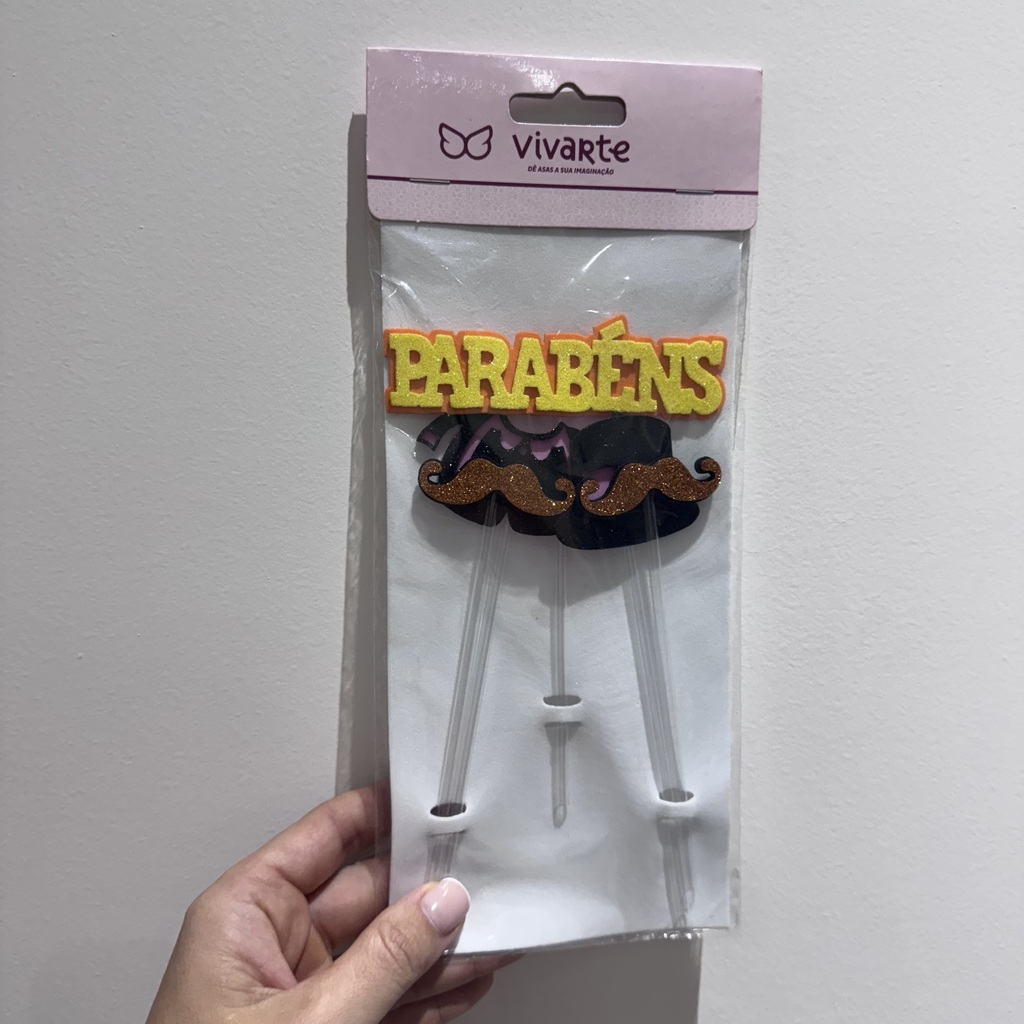 vivarte
DÊ ASAS A SUA IMAGINAÇÃO
PARABÉNS